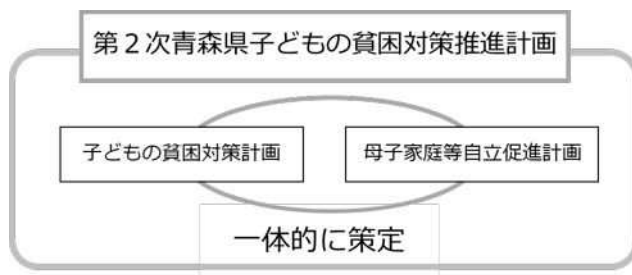 第２次青森県子どもの貧困対策推進計画
子どもの貧困対策計画
母子家庭等自立促進計画
一体的に策定